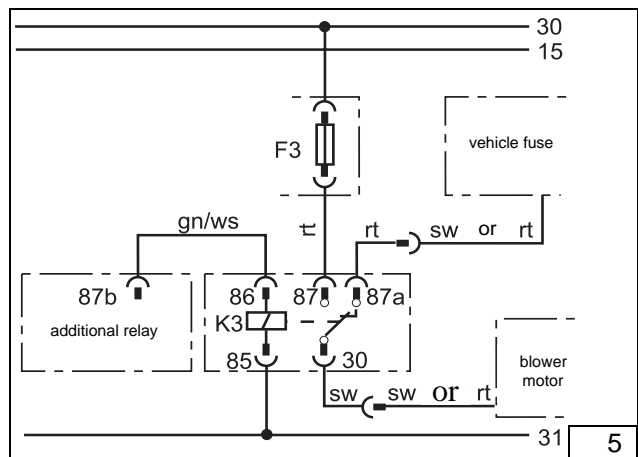 30
15
F3
vehicle fuse
gn/ws
rt
rt
sw or rt
87b
86
87
87a
additional relay
K3
85
30
blower
motor
sw
sw or rt
31
5